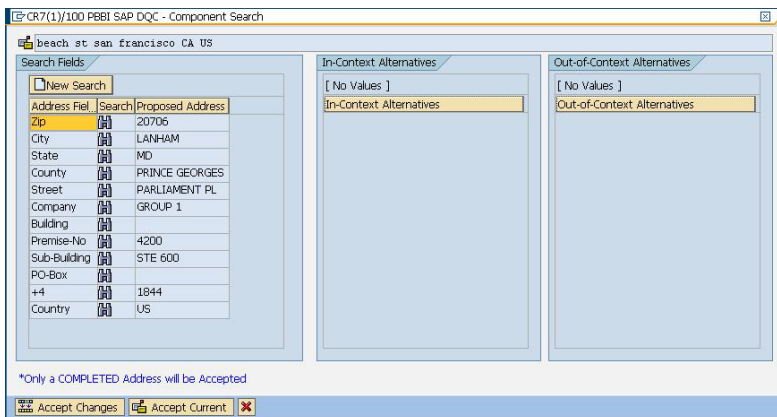 CR7(1)/100 PBBI SAP DQC - Component Search
beach st san francisco CA US
Search Fields
New Search
Address Fiel.. Search Proposed Address
Zip 20706
City LANHAM
State MD
County PRINCE GEORGES
Street PARLIAMENT PL
Company GROUP 1
Building
Premise-No 4200
Sub-Building STE 600
PO-Box
+4 1844
Country US
In-Context Alternatives
[ No Values ]
In-Context Alternatives
Out-of-Context Alternatives
[ No Values ]
Out-of-Context Alternatives
*Only a COMPLETED Address will be Accepted
Accept Changes Accept Current